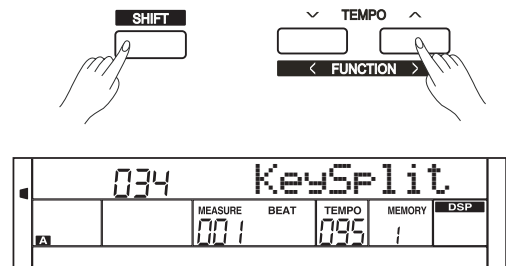 SHIFT
∨ TEMPO ∧
< FUNCTION >
034 KeySplit
MEASURE BEAT TEMPO MEMORY DSP
A 001 095 1